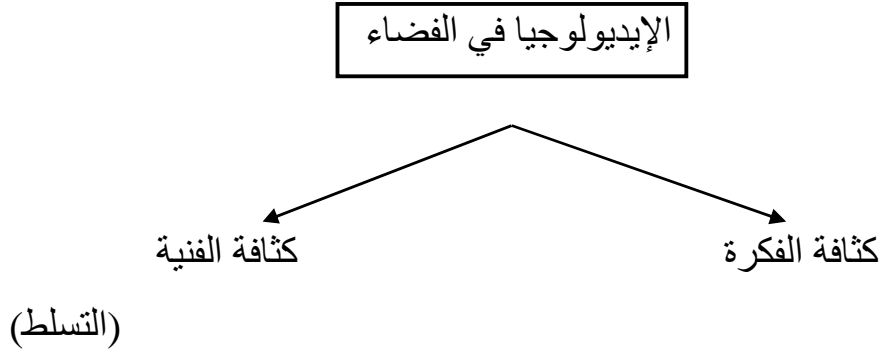 الإيديولوجيا في الفضاء
كثافة الفكرة
كثافة الفنية
(التسلط)